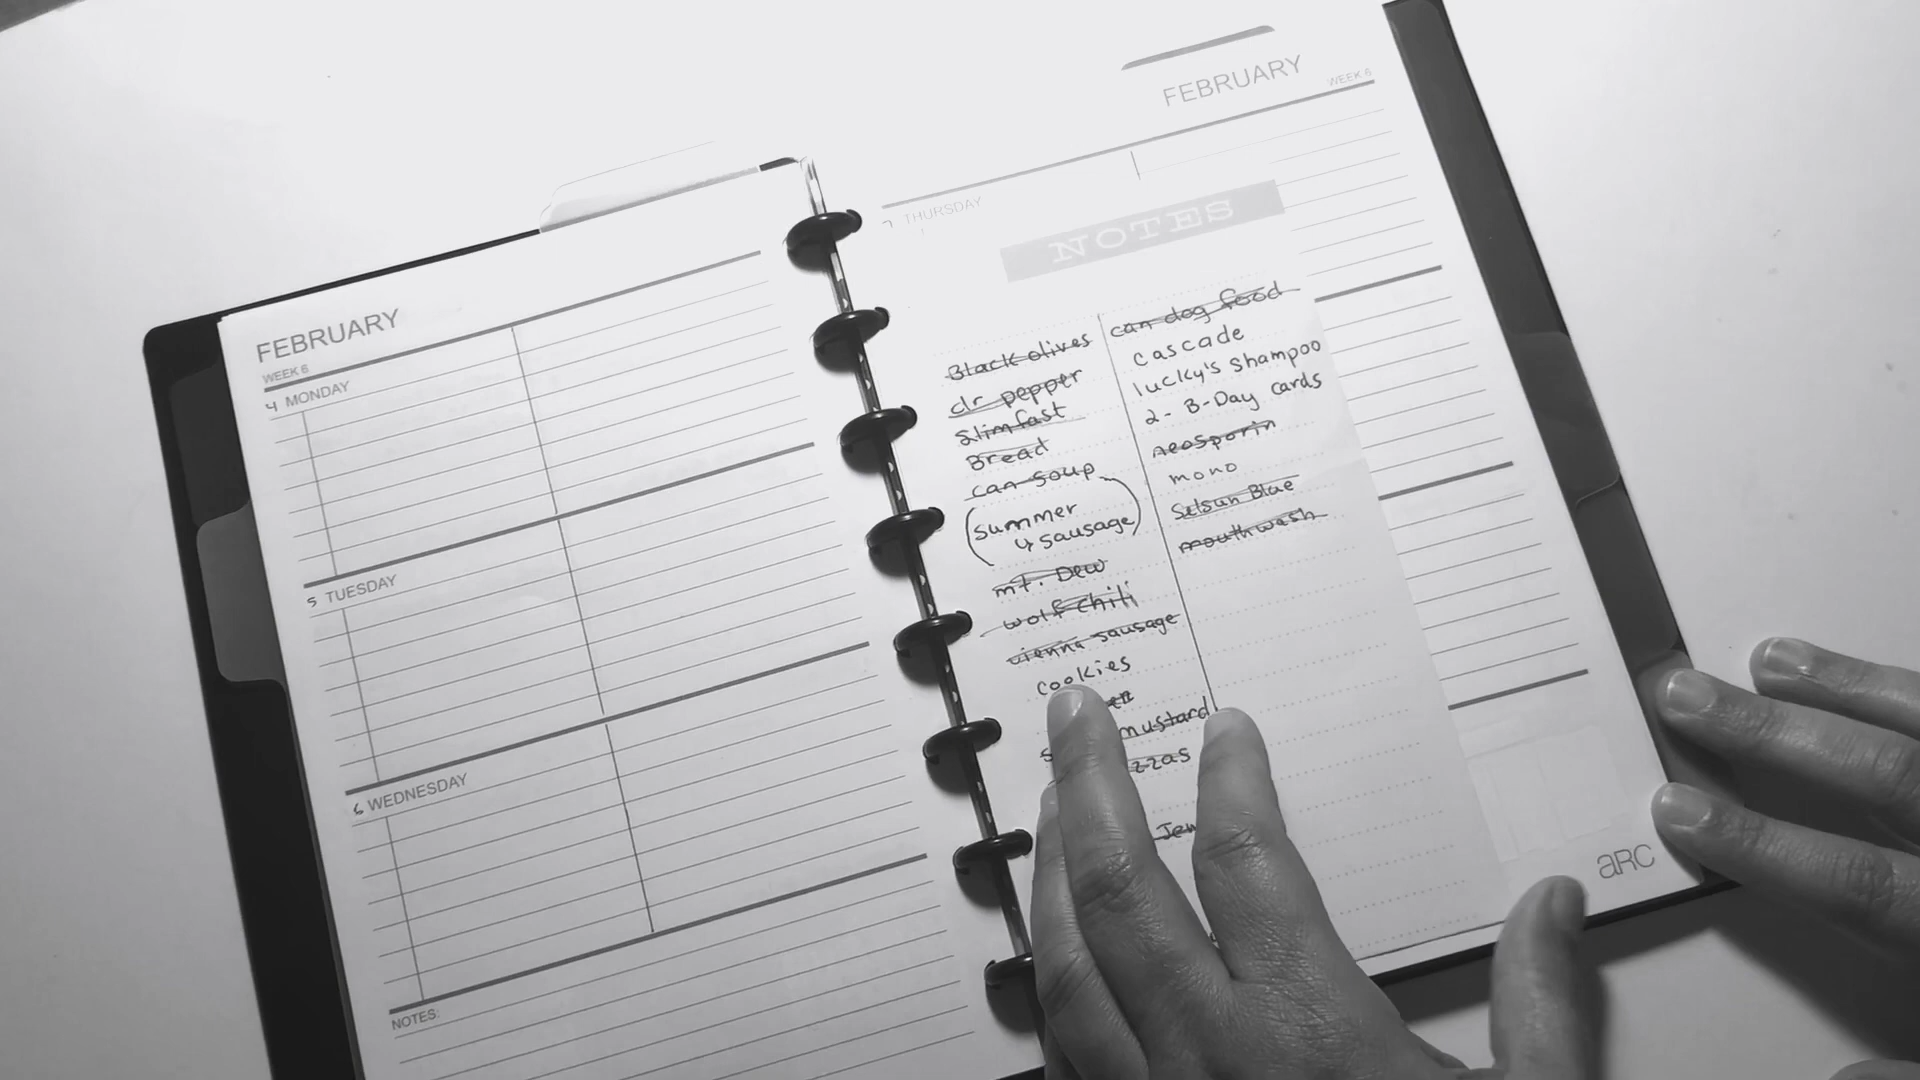 FEBRUARY
WEEK 6
4 MONDAY
5 TUESDAY
6 WEDNESDAY
NOTES:
FEBRUARY
WEEK 6
7 THURSDAY
NOTES
Black olives
dr. pepper
Slimfast
Bread
can soup
(summer
↳ sausage)
mt. Dew
wolf chili
vienna sausage
cookies
mustard
can dog food
cascade
lucky's shampoo
2- B-Day cards
neosporin
mono
Selsun Blue
mouthwash
aRC